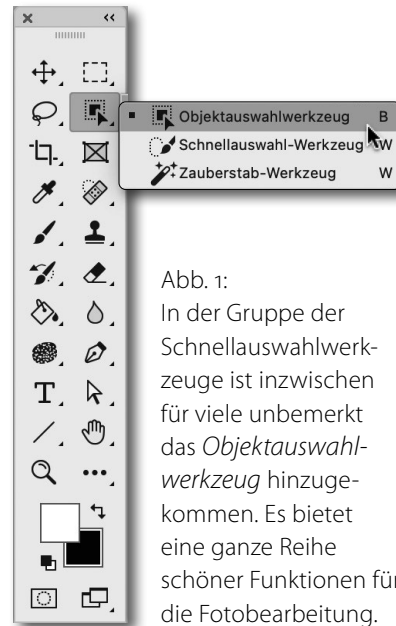 Objektauswahlwerkzeug B
Schnellauswahl-Werkzeug W
Zauberstab-Werkzeug W
T
Abb. 1:
In der Gruppe der
Schnellauswahlwerk-
zeuge ist inzwischen
für viele unbemerkt
das Objektauswahl-
werkzeug hinzuge-
kommen. Es bietet
eine ganze Reihe
schöner Funktionen für
die Fotobearbeitung.